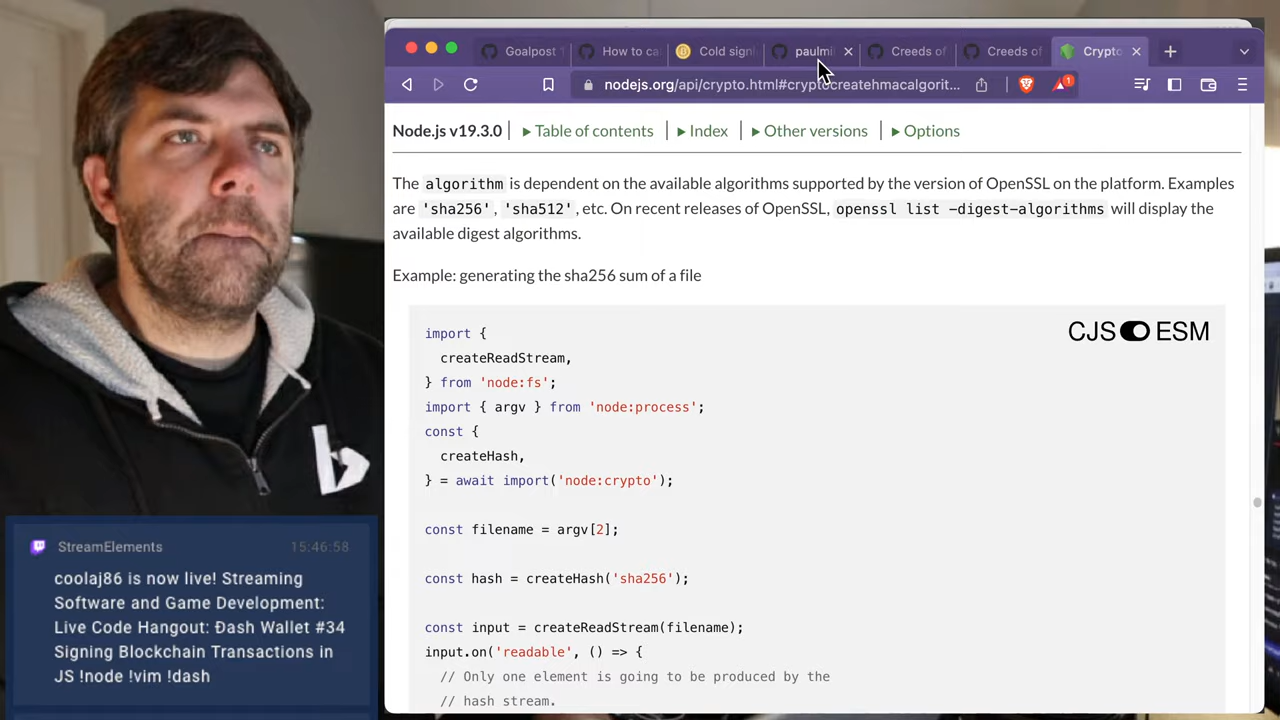 Goalpost
How to ca
Cold sign
paulmi
Creeds of
Creeds of
Crypto
nodejs.org/api/crypto.html#cryptocreatehmacalgorit...
1
Node.js v19.3.0
Table of contents
Index
Other versions
Options
The algorithm is dependent on the available algorithms supported by the version of OpenSSL on the platform. Examples
are 'sha256', 'sha512', etc. On recent releases of OpenSSL, openssl list -digest-algorithms will display the
available digest algorithms.
Example: generating the sha256 sum of a file
CJS ESM
import {
createReadStream,
} from 'node:fs';
import { argv } from 'node:process';
const {
createHash,
} = await import('node:crypto');
const filename = argv[2];
const hash = createHash('sha256');
const input = createReadStream(filename);
input.on('readable', () => {
// Only one element is going to be produced by the
// hash stream.
StreamElements
15:46:58
coolaj86 is now live! Streaming
Software and Game Development:
Live Code Hangout: Ðash Wallet #34
Signing Blockchain Transactions in
JS !node !vim !dash